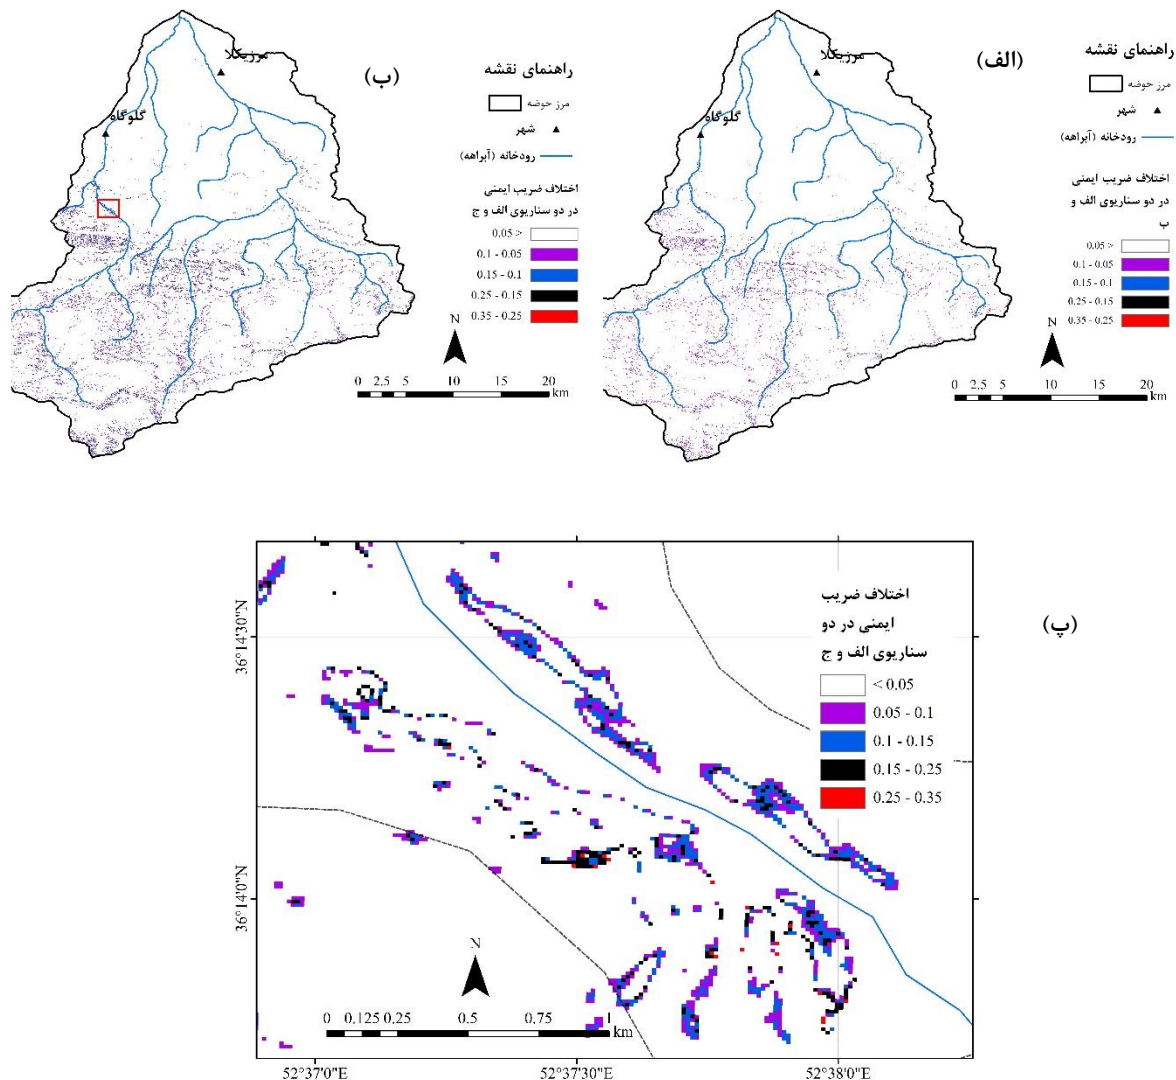 (الف)
راهنمای نقشه
مرز حوضه
شهر
رودخانه (آبراهه)
اختلاف ضریب ایمنی
در دو سناریوی الف و
ب
0.05 >
0.1 - 0.05
0.15 - 0.1
0.25 - 0.15
0.35 - 0.25
مرزیکلا
گلوگاه
N
0 2.5 5 10 15 20
km
(ب)
راهنمای نقشه
مرز حوضه
شهر
رودخانه (آبراهه)
اختلاف ضریب ایمنی
در دو سناریوی الف و ج
0.05 >
0.1 - 0.05
0.15 - 0.1
0.25 - 0.15
0.35 - 0.25
مرزیکلا
گلوگاه
N
0 2.5 5 10 15 20
km
(پ)
اختلاف ضریب
ایمنی در دو
سناریوی الف و ج
< 0.05
0.05 - 0.1
0.1 - 0.15
0.15 - 0.25
0.25 - 0.35
36°14'30"N
36°14'0"N
N
0 0.125 0.25 0.5 0.75 1
km
52°37'0"E 52°37'30"E 52°38'0"E